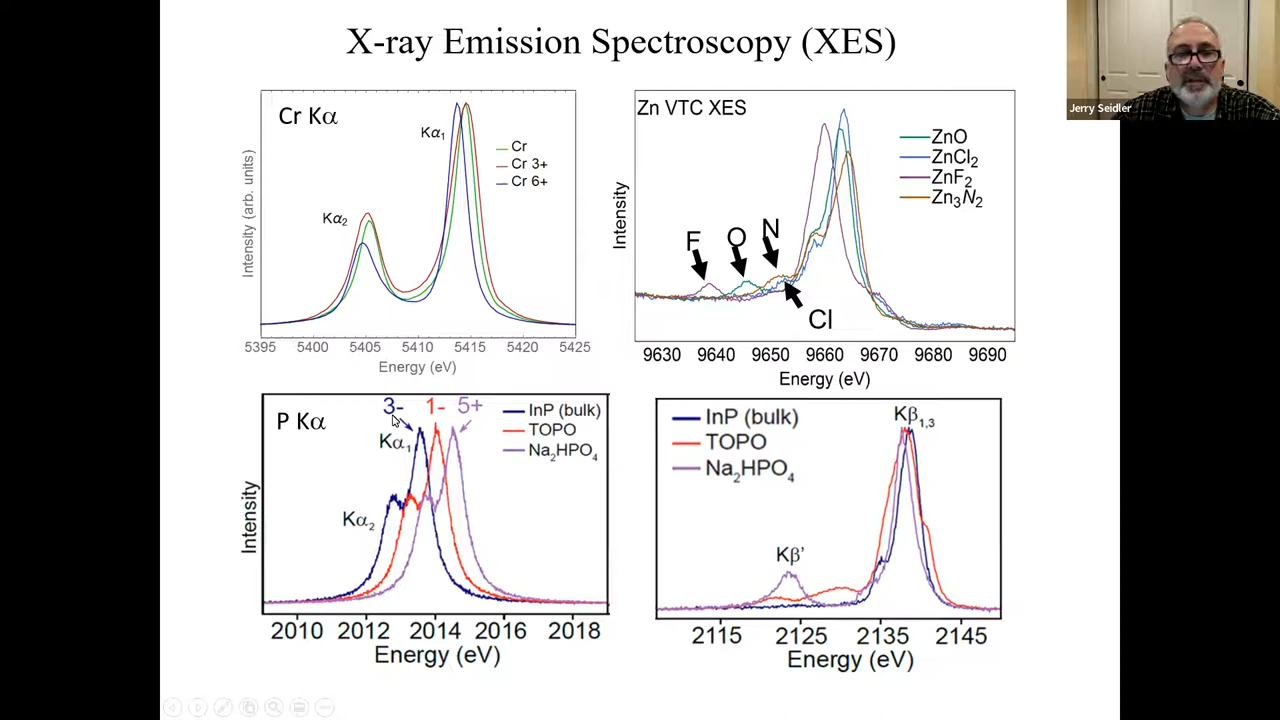 X-ray Emission Spectroscopy (XES)
Jerry Seidler
Cr Kα
Kα₁
Kα₂
Cr
Cr 3+
Cr 6+
Intensity (arb. units)
5395 5400 5405 5410 5415 5420 5425
Energy (eV)
Zn VTC XES
ZnO
ZnCl₂
ZnF₂
Zn₃N₂
F
O
N
Cl
Intensity
9630 9640 9650 9660 9670 9680 9690
Energy (eV)
P Kα
3- 1- 5+
Kα₁
Kα₂
InP (bulk)
TOPO
Na₂HPO₄
Intensity
2010 2012 2014 2016 2018
Energy (eV)
InP (bulk)
TOPO
Na₂HPO₄
Kβ₁,₃
Kβ'
2115 2125 2135 2145
Energy (eV)